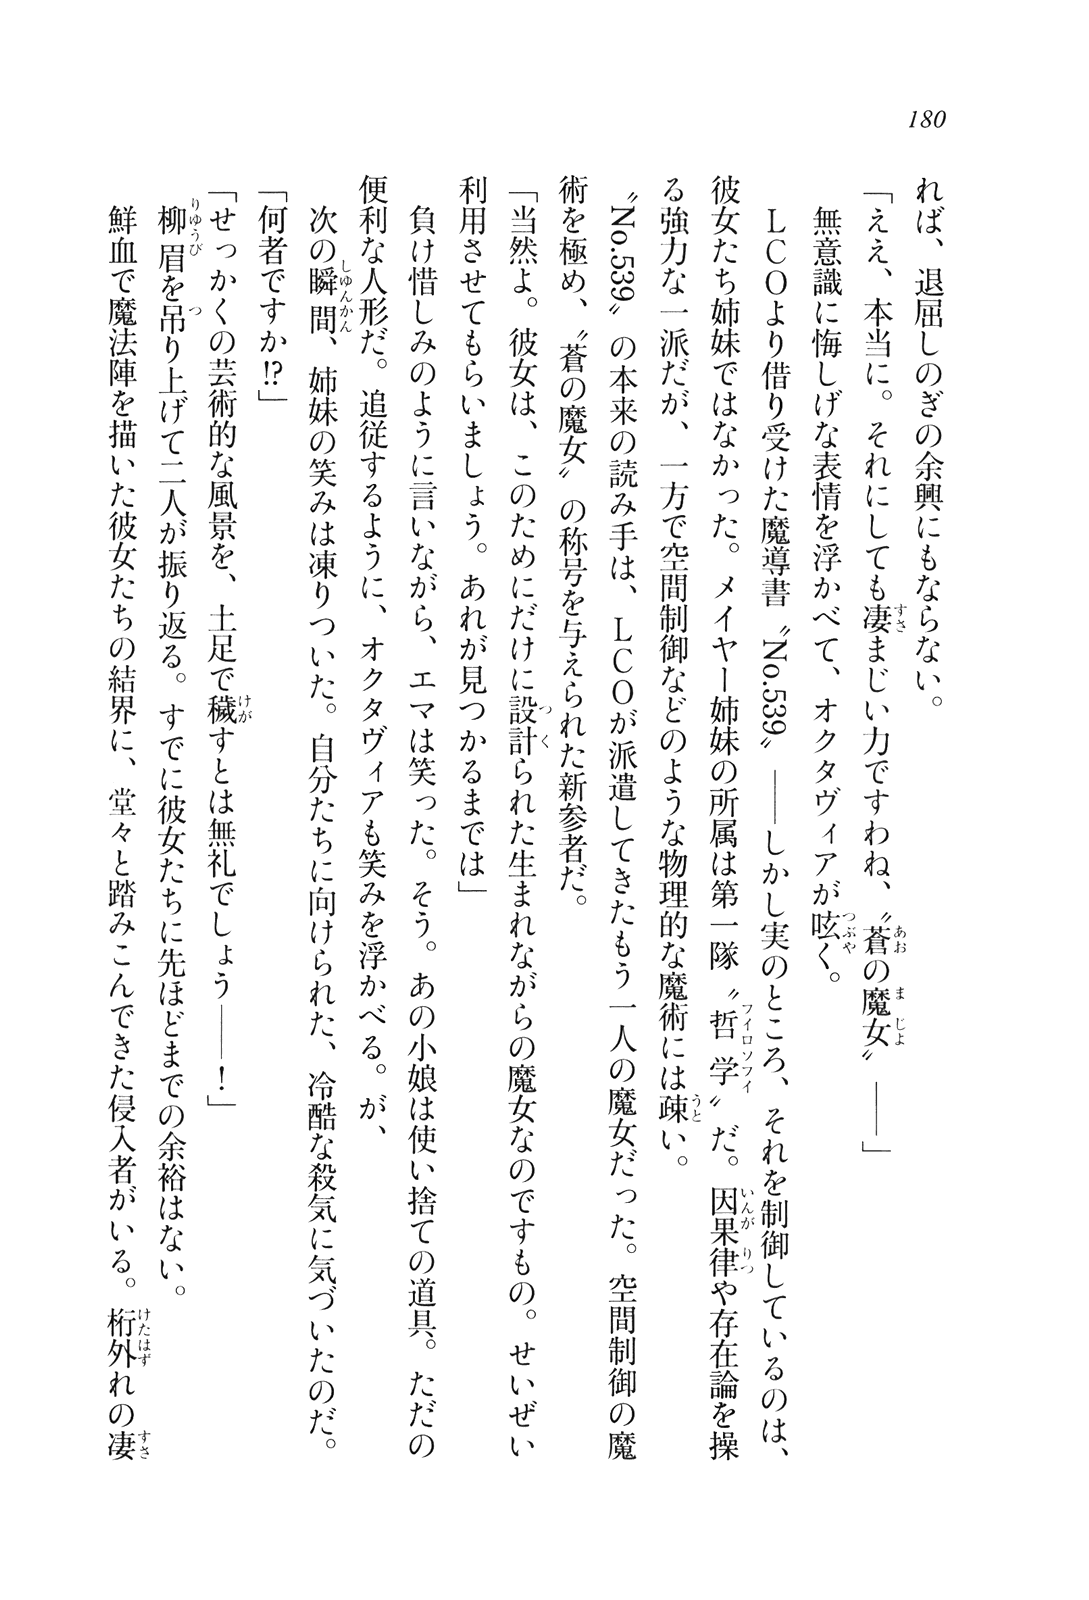 180
れば、退屈しのぎの余興にもならない。
「ええ、本当に。それにしても凄まじい力ですわね、〝蒼の魔女〟――」
　無意識に悔しげな表情を浮かべて、オクタヴィアが呟く。
　ＬＣＯより借り受けた魔導書〝No.539〟――しかし実のところ、それを制御しているのは、
彼女たち姉妹ではなかった。メイヤー姉妹の所属は第一隊〝哲学〟だ。因果律や存在論を操
る強力な一派だが、一方で空間制御などのような物理的な魔術には疎い。
〝No.539〟の本来の読み手は、ＬＣＯが派遣してきたもう一人の魔女だった。空間制御の魔
術を極め、〝蒼の魔女〟の称号を与えられた新参者だ。
「当然よ。彼女は、このためにだけに設計られた生まれながらの魔女なのですもの。せいぜい
利用させてもらいましょう。あれが見つかるまでは」
　負け惜しみのように言いながら、エマは笑った。そう。あの小娘は使い捨ての道具。ただの
便利な人形だ。追従するように、オクタヴィアも笑みを浮かべる。が、
　次の瞬間、姉妹の笑みは凍りついた。自分たちに向けられた、冷酷な殺気に気づいたのだ。
「何者ですか!?」
「せっかくの芸術的な風景を、土足で穢すとは無礼でしょう――！」
　柳眉を吊り上げて二人が振り返る。すでに彼女たちに先ほどまでの余裕はない。
　鮮血で魔法陣を描いた彼女たちの結界に、堂々と踏みこんできた侵入者がいる。桁外れの凄